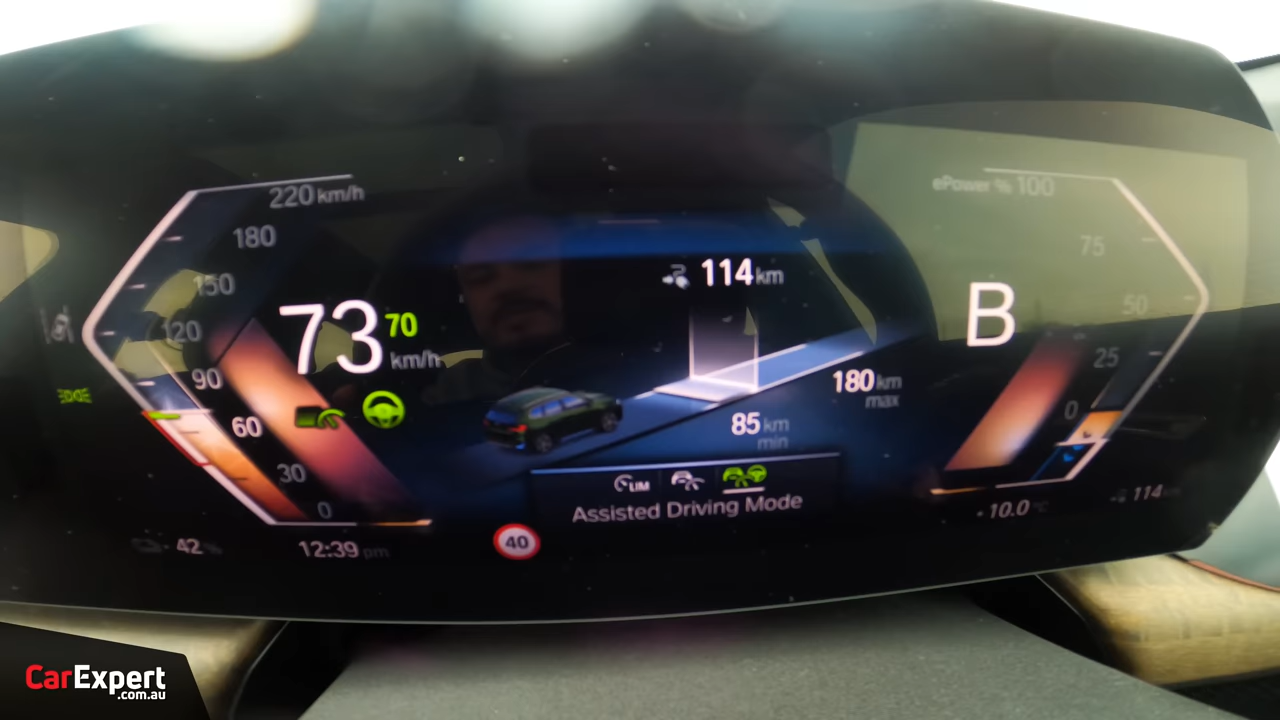 220 km/h
180
150
120
90
60
30
0
73 70
km/h
114 km
180 km
max
85 km
min
LIM
Assisted Driving Mode
40
42 %
12:39 pm
B
ePower % 100
75
50
25
0
10.0 °C
114 km
EDGE
CarExpert
.com.au